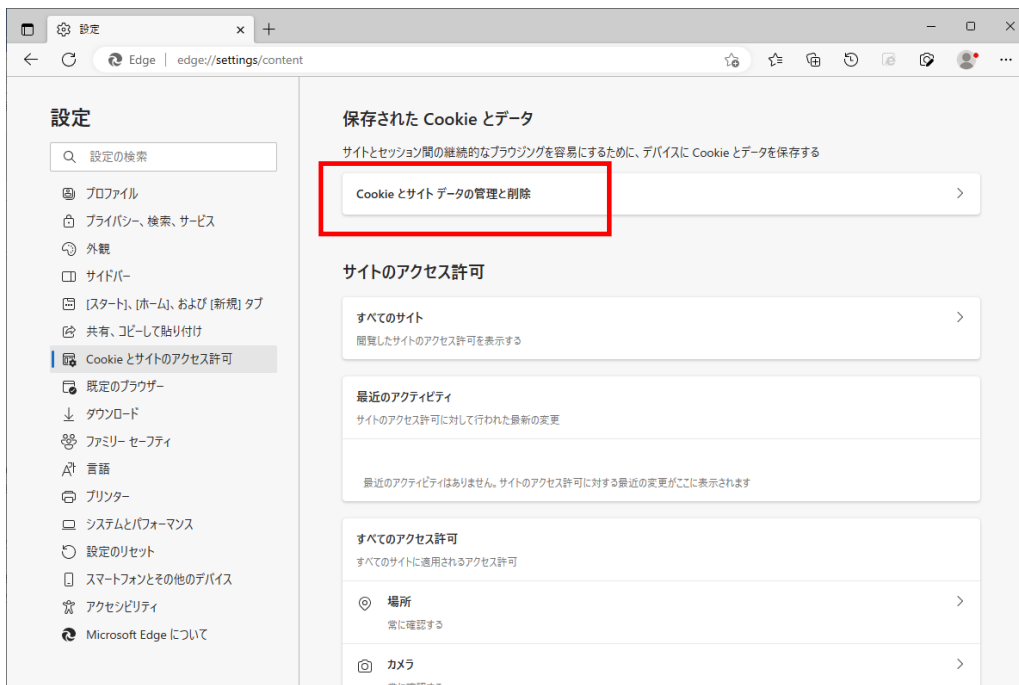 設定
Edge
edge://settings/content
設定
設定の検索
プロファイル
プライバシー、検索、サービス
外観
サイドバー
[スタート]、[ホーム]、および [新規] タブ
共有、コピーして貼り付け
Cookie とサイトのアクセス許可
既定のブラウザー
ダウンロード
ファミリー セーフティ
言語
プリンター
システムとパフォーマンス
設定のリセット
スマートフォンとその他のデバイス
アクセシビリティ
Microsoft Edge について
保存された Cookie とデータ
サイトとセッション間の継続的なブラウジングを容易にするために、デバイスに Cookie とデータを保存する
Cookie とサイト データの管理と削除
サイトのアクセス許可
すべてのサイト
閲覧したサイトのアクセス許可を表示する
最近のアクティビティ
サイトのアクセス許可に対して行われた最新の変更
最近のアクティビティはありません。サイトのアクセス許可に対する最近の変更がここに表示されます
すべてのアクセス許可
すべてのサイトに適用されるアクセス許可
場所
常に確認する
カメラ